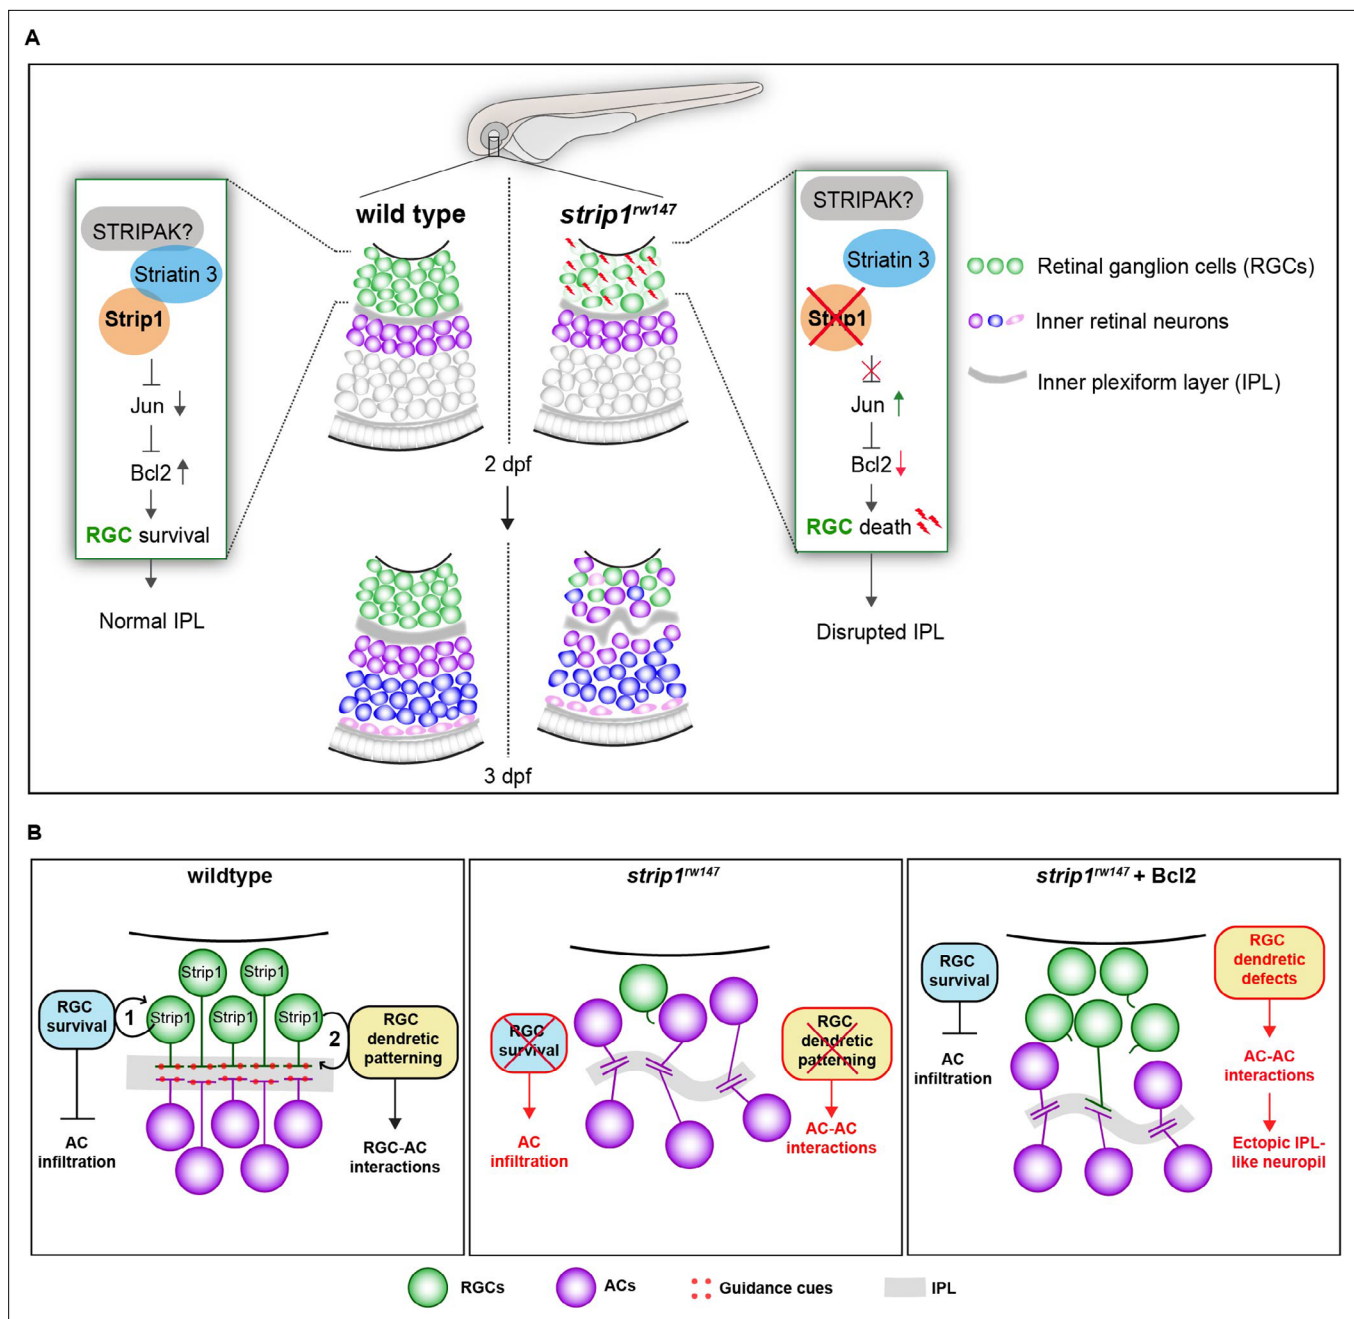 A
wild type
strip1rw147
STRIPAK?
Striatin 3
Strip1
Jun
Bcl2
RGC survival
Normal IPL
2 dpf
3 dpf
STRIPAK?
Striatin 3
Strip1
Jun
Bcl2
RGC death
Disrupted IPL
Retinal ganglion cells (RGCs)
Inner retinal neurons
Inner plexiform layer (IPL)
B
wildtype
RGC
survival
1
Strip1
Strip1
Strip1
Strip1
Strip1
2
RGC
dendretic
patterning
AC
infiltration
RGC-AC
interactions
strip1rw147
RGC
survival
AC
infiltration
RGC
dendretic
patterning
AC-AC
interactions
strip1rw147 + Bcl2
RGC
survival
AC
infiltration
RGC
dendretic
defects
AC-AC
interactions
Ectopic IPL-
like neuropil
RGCs
ACs
Guidance cues
IPL